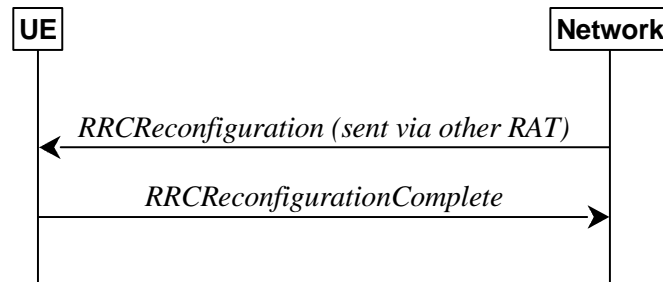 UE
Network
RRCReconfiguration (sent via other RAT)
RRCReconfigurationComplete